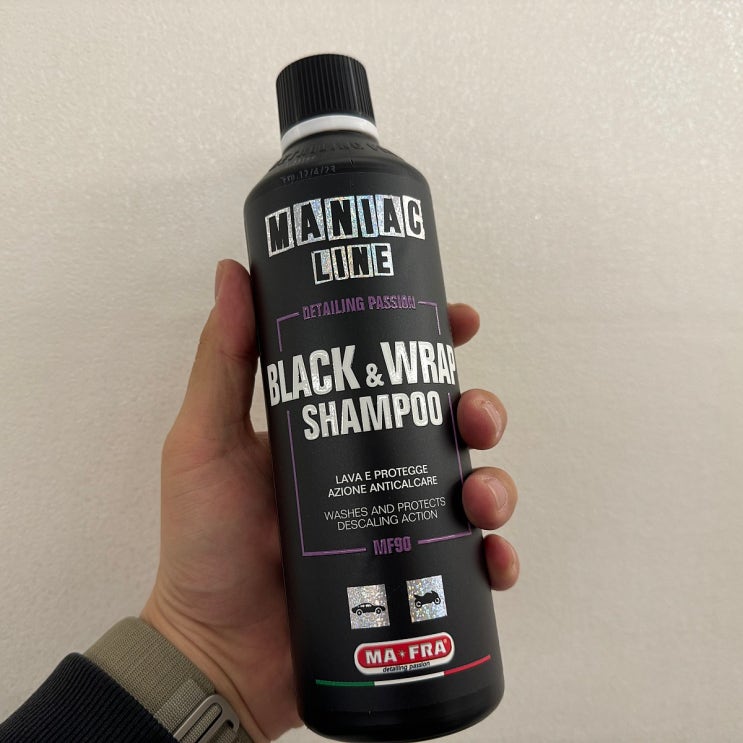 MANIAC
LINE
DETAILING PASSION
BLACK & WRAP
SHAMPOO
LAVA E PROTEGGE
AZIONE ANTICALCARE
WASHES AND PROTECTS
DESCALING ACTION
MF90
MA*FRA®
detailing passion